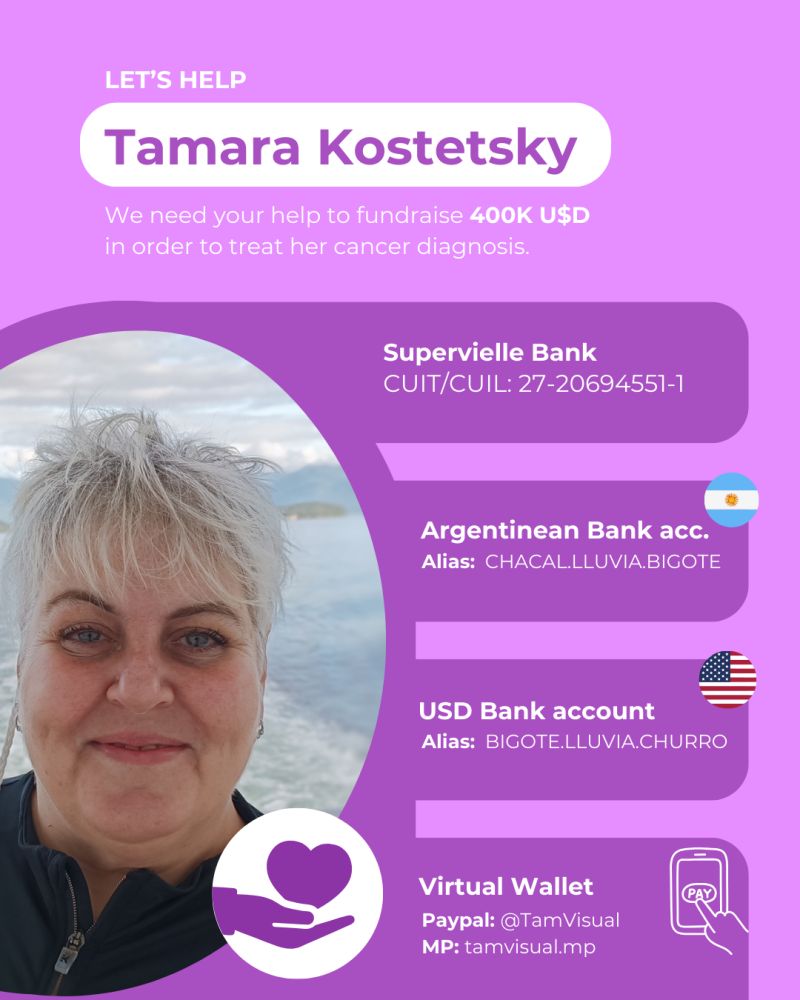 LET'S HELP
Tamara Kostetsky
We need your help to fundraise 400K U$D
in order to treat her cancer diagnosis.
Supervielle Bank
CUIT/CUIL: 27-20694551-1
Argentinean Bank acc.
Alias: CHACAL.LLUVIA.BIGOTE
USD Bank account
Alias: BIGOTE.LLUVIA.CHURRO
Virtual Wallet
PAY
Paypal: @TamVisual
MP: tamvisual.mp